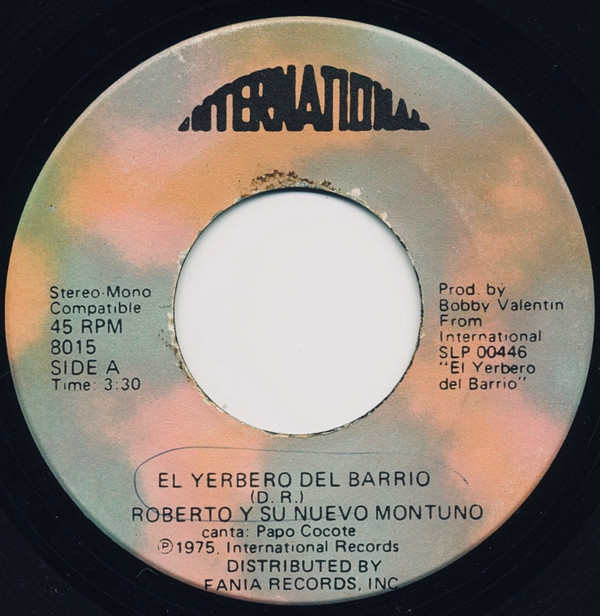 INTERNATIONAL
Stereo-Mono
Compatible
45 RPM
8015
SIDE A
Time: 3:30
Prod. by
Bobby Valentin
From
International
SLP 00446
"El Yerbero
del Barrio"
EL YERBERO DEL BARRIO
(D.R.)
ROBERTO Y SU NUEVO MONTUNO
canta: Papo Cocote
℗1975, International Records
DISTRIBUTED BY
FANIA RECORDS, INC